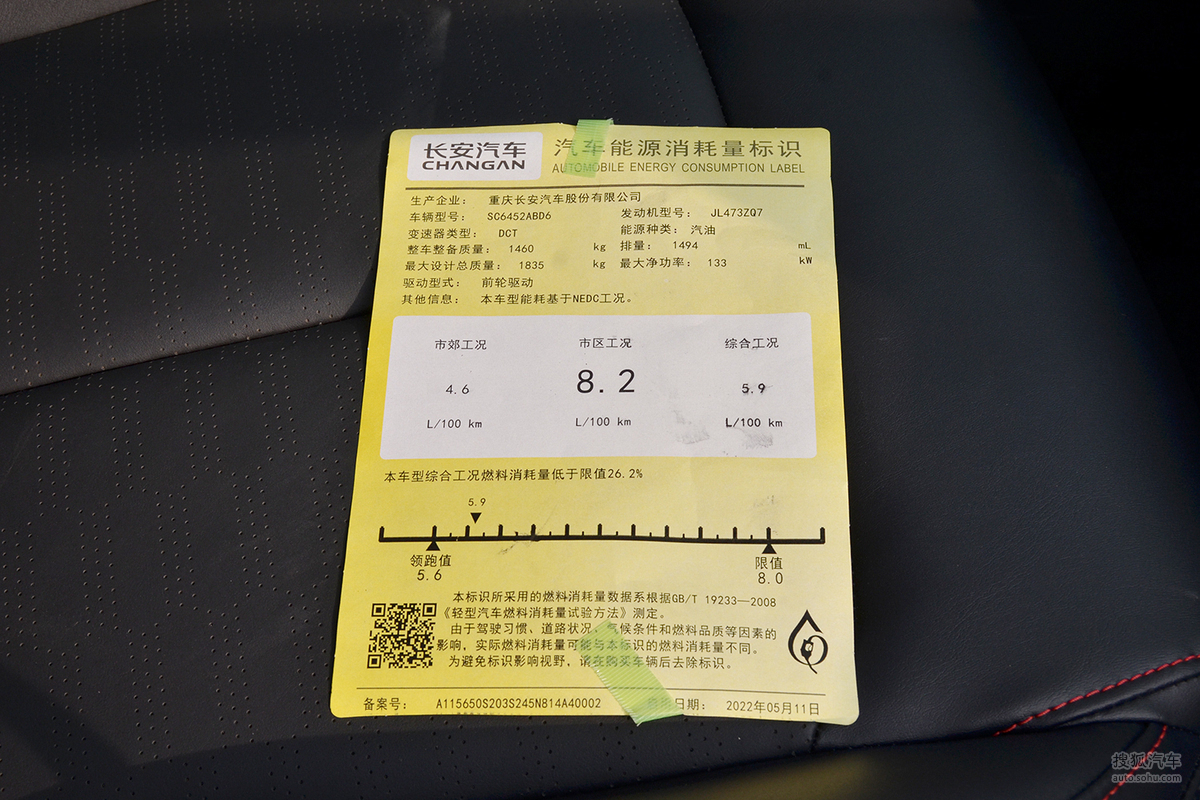 长安汽车
CHANGAN
汽车能源消耗量标识
AUTOMOBILE ENERGY CONSUMPTION LABEL
生产企业： 重庆长安汽车股份有限公司
车辆型号： SC6452ABD6 发动机型号： JL473ZQ7
变速器类型： DCT 能源种类： 汽油
整车整备质量： 1460 kg 排量： 1494 mL
最大设计总质量： 1835 kg 最大净功率： 133 kW
驱动型式： 前轮驱动
其他信息： 本车型能耗基于NEDC工况。
市郊工况 市区工况 综合工况
4.6 8.2 5.9
L/100 km L/100 km L/100 km
本车型综合工况燃料消耗量低于限值26.2%
5.9
领跑值 限值
5.6 8.0
本标识所采用的燃料消耗量数据系根据GB/T 19233—2008
《轻型汽车燃料消耗量试验方法》测定。
由于驾驶习惯、道路状况、气候条件和燃料品质等因素的
影响，实际燃料消耗量可能与本标识的燃料消耗量不同。
为避免标识影响视野，请在购买车辆后去除标识。
备案号： A115650S203S245N814A40002 日期： 2022年05月11日
搜狐汽车
auto.sohu.com